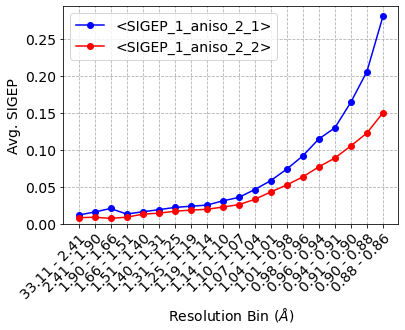 <SIGEP_1_aniso_2_1>
<SIGEP_1_aniso_2_2>
Avg. SIGEP
0.25
0.20
0.15
0.10
0.05
0.00
33.11 - 2.41
2.41 - 1.90
1.90 - 1.66
1.66 - 1.51
1.51 - 1.40
1.40 - 1.31
1.31 - 1.25
1.25 - 1.19
1.19 - 1.14
1.14 - 1.10
1.10 - 1.07
1.07 - 1.04
1.04 - 1.01
1.01 - 0.98
0.98 - 0.96
0.96 - 0.94
0.94 - 0.91
0.91 - 0.90
0.90 - 0.88
0.88 - 0.86
Resolution Bin (Å)